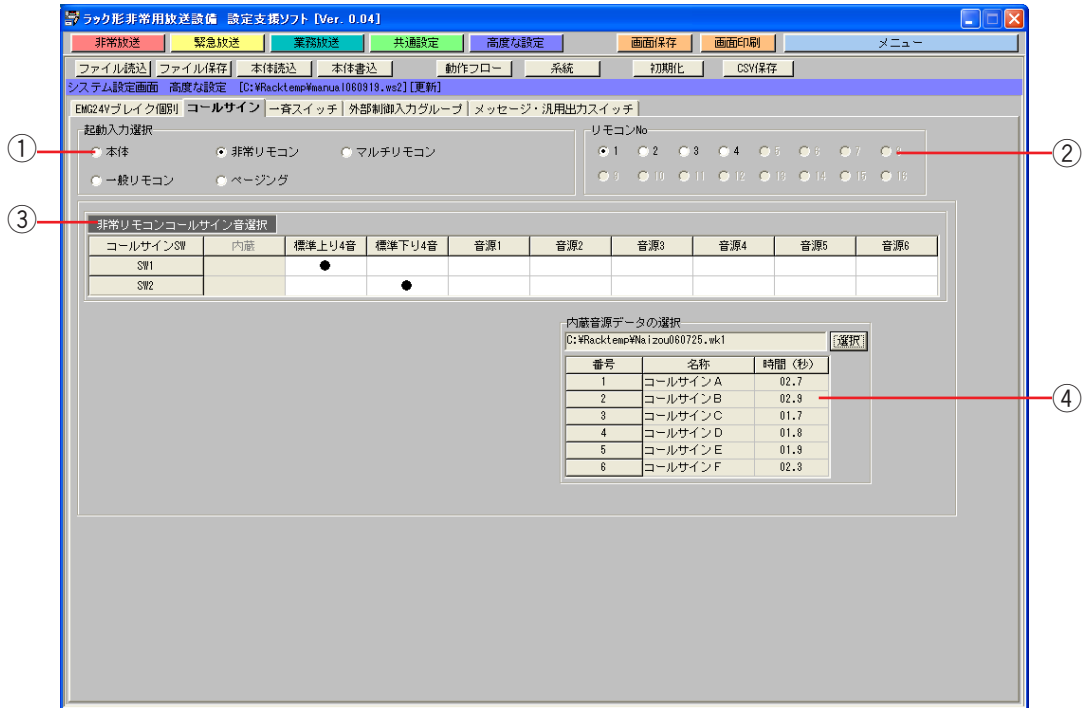 ラック形非常用放送設備 設定支援ソフト [Ver. 0.04]
非常放送 緊急放送 業務放送 共通設定 高度な設定 画面保存 画面印刷 メニュー
ファイル読込 ファイル保存 本体読込 本体書込 動作フロー 系統 初期化 CSV保存
システム設定画面 高度な設定 [C:¥Racktemp¥manual060913.ws2][更新]
EMG24Vブレイク個別 コールサイン 一斉スイッチ 外部制御入力グループ メッセージ・汎用出力スイッチ
起動入力選択
① 本体 非常リモコン マルチリモコン
一般リモコン ページング
リモコンNo
1 2 3 4 5 6 7 8 ②
9 10 11 12 13 14 15 16
③ 非常リモコンコールサイン音選択
コールサインSW 内蔵 標準上り4音 標準下り4音 音源1 音源2 音源3 音源4 音源5 音源6
SW1 ●
SW2 ●
内蔵音源データの選択
C:¥Racktemp¥Naizou060725.wk1 選択
番号 名称 時間(秒)
1 コールサインA 02.7
2 コールサインB 02.9 ④
3 コールサインC 01.7
4 コールサインD 01.8
5 コールサインE 01.9
6 コールサインF 02.3